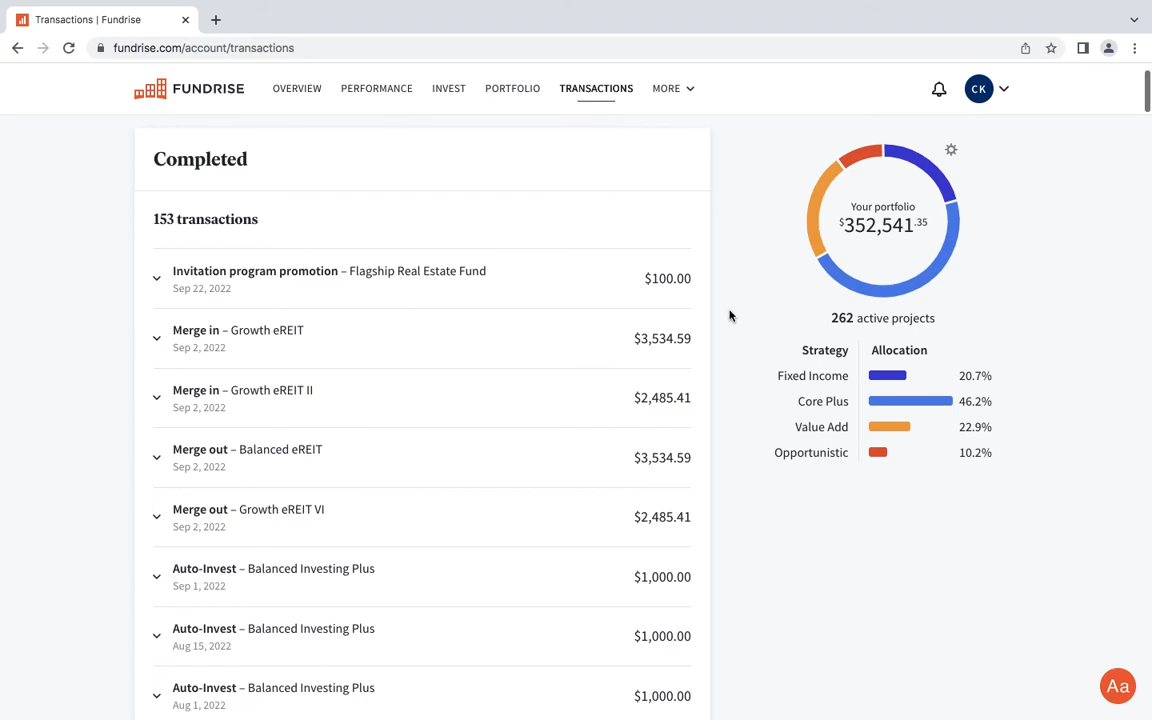 Transactions | Fundrise
fundrise.com/account/transactions
FUNDRISE OVERVIEW PERFORMANCE INVEST PORTFOLIO TRANSACTIONS MORE CK
Completed
153 transactions
Invitation program promotion – Flagship Real Estate Fund
Sep 22, 2022
$100.00
Merge in – Growth eREIT
Sep 2, 2022
$3,534.59
Merge in – Growth eREIT II
Sep 2, 2022
$2,485.41
Merge out – Balanced eREIT
Sep 2, 2022
$3,534.59
Merge out – Growth eREIT VI
Sep 2, 2022
$2,485.41
Auto-Invest – Balanced Investing Plus
Sep 1, 2022
$1,000.00
Auto-Invest – Balanced Investing Plus
Aug 15, 2022
$1,000.00
Auto-Invest – Balanced Investing Plus
Aug 1, 2022
$1,000.00
Your portfolio
$352,541.35
262 active projects
Strategy Allocation
Fixed Income 20.7%
Core Plus 46.2%
Value Add 22.9%
Opportunistic 10.2%
Aa